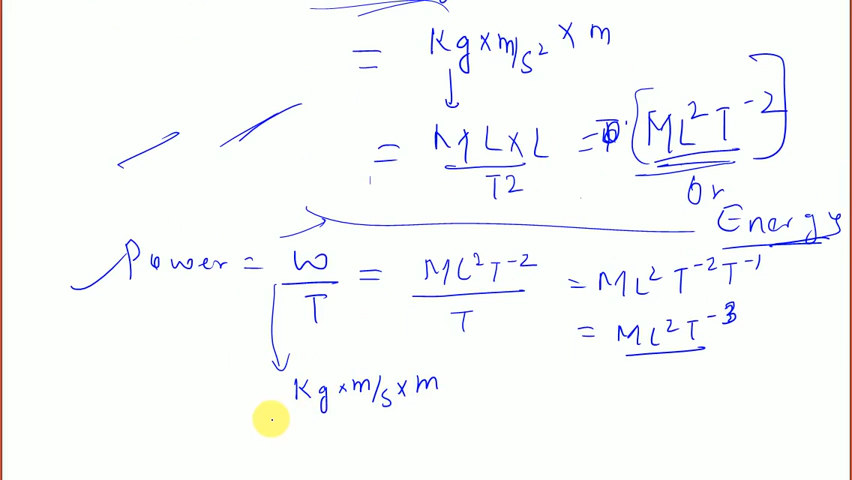 = Kg × m/s² × m
= M L × L / T2 = [ML²T⁻²]
Or
Energy
Power = W / T = ML²T⁻² / T = ML²T⁻²T⁻¹
= ML²T⁻³
Kg × m/s × m